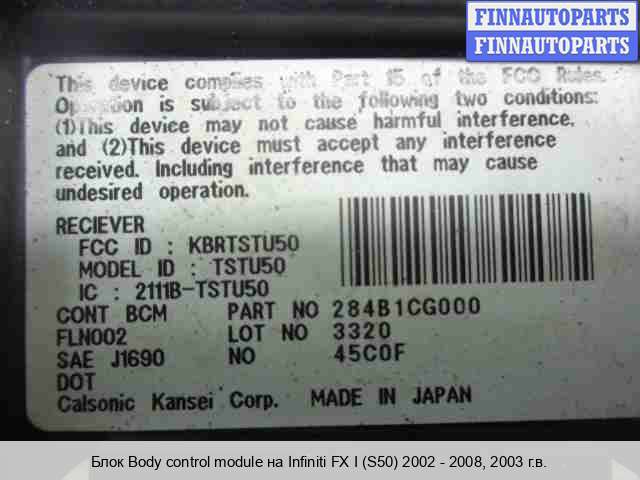 FINNAUTOPARTS
FINNAUTOPARTS
This device complies with Part 15 of the FCC Rules.
Operation is subject to the following two conditions:
(1)This device may not cause harmful interference.
and (2)This device must accept any interference
received. Including interference that may cause
undesired operation.
RECIEVER
FCC ID : KBRTSTU50
MODEL ID : TSTU50
IC : 2111B-TSTU50
CONT BCM PART NO 284B1CG000
FLN002 LOT NO 3320
SAE J1690 NO 45C0F
DOT
Calsonic Kansei Corp. MADE IN JAPAN
Блок Body control module на Infiniti FX I (S50) 2002 - 2008, 2003 г.в.